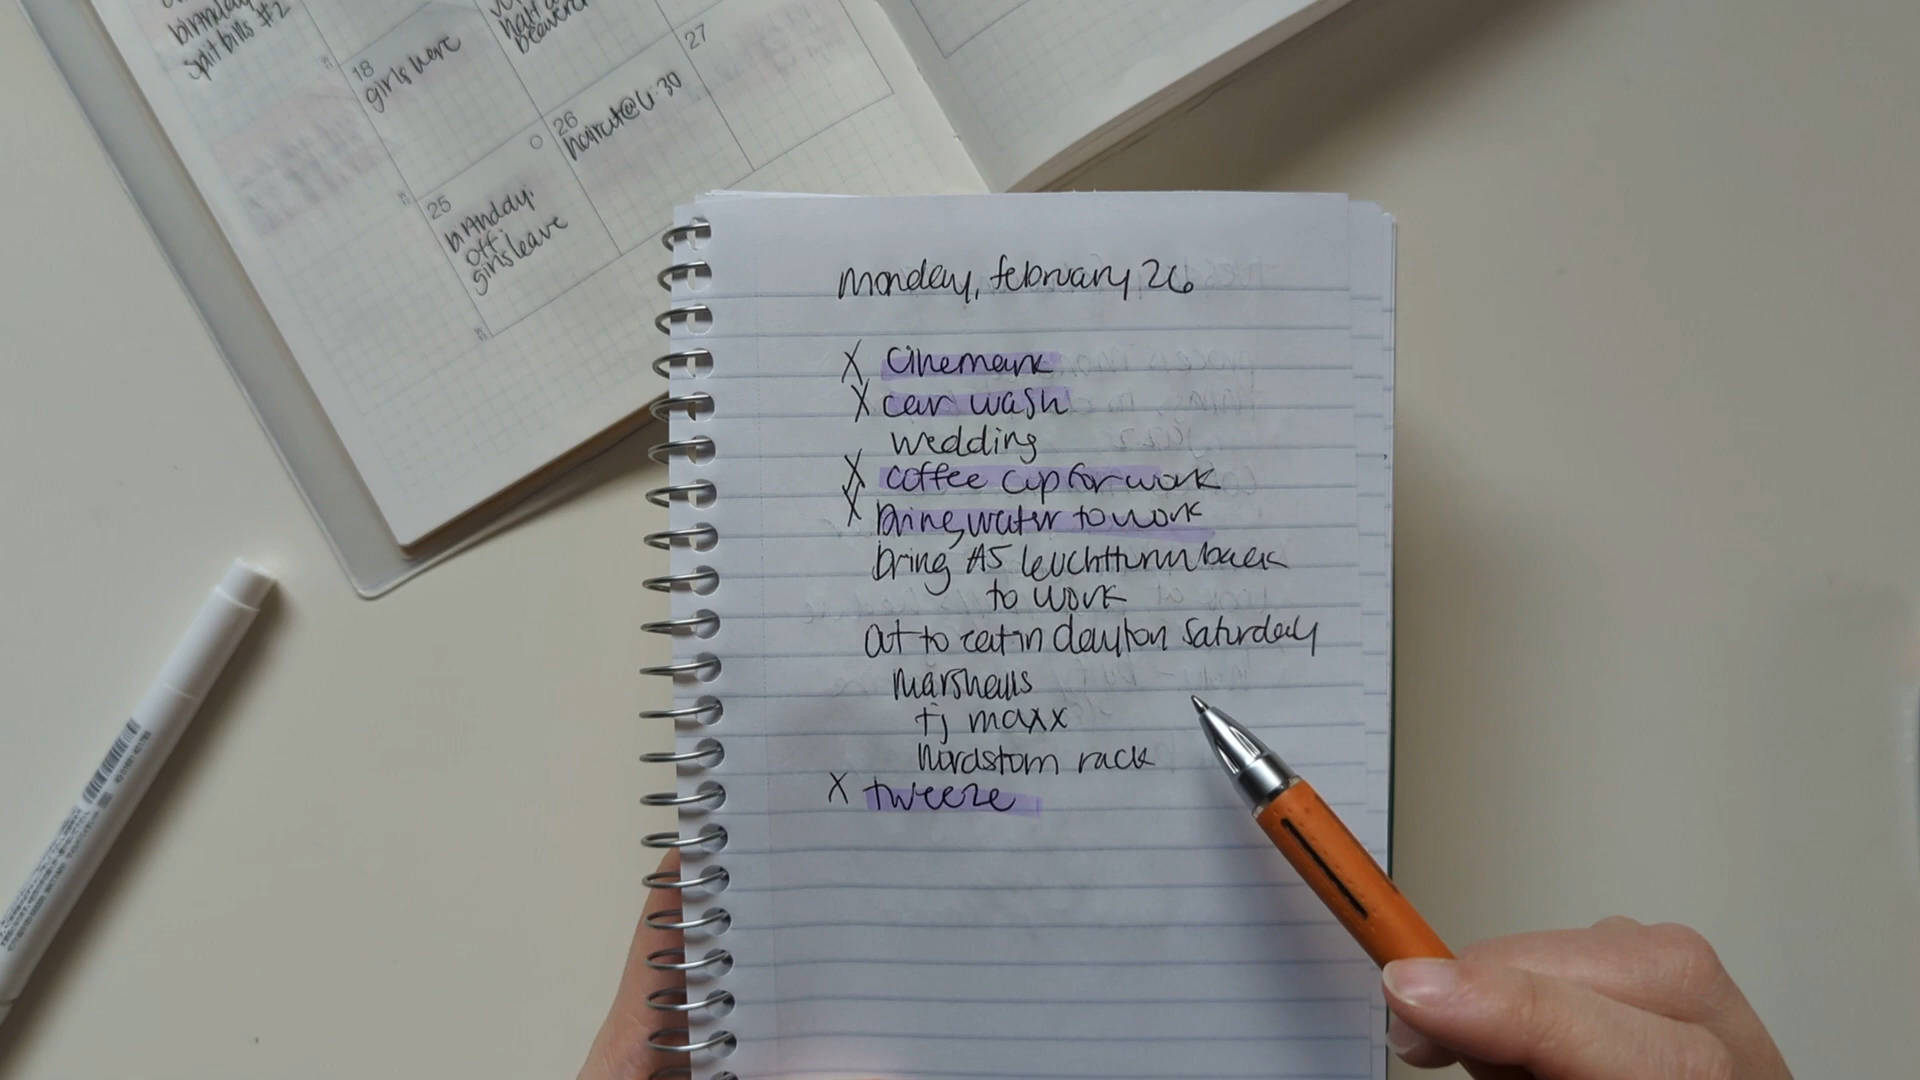 birthday
split bills #2
18
girls here
27
26
haircut @ 6:30
25
birthday:
off:
girls leave
monday, february 26
X cinemark
X car wash
wedding
X coffee cup for work
X bring water to work
bring A5 leuchtturm back
to work
out to eat in dayton saturday
marshalls
tj maxx
nordstrom rack
X tweeze